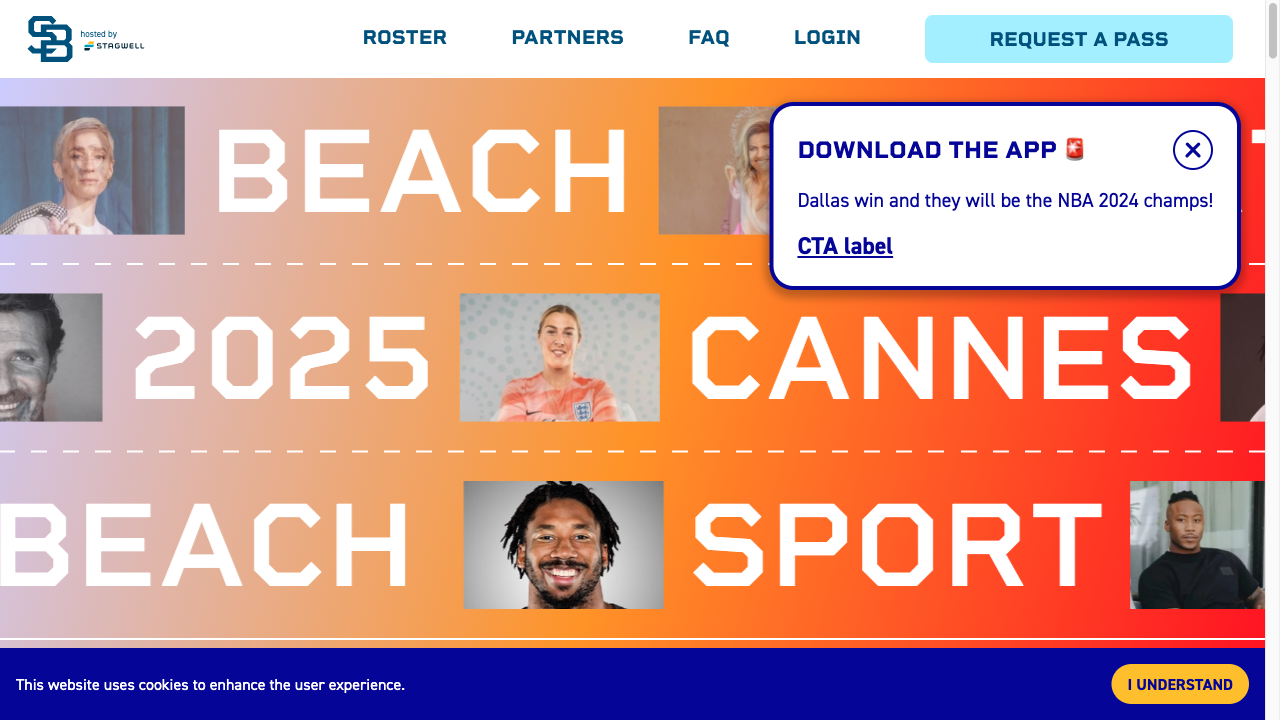 SB
hosted by
STAGWELL
ROSTER
PARTNERS
FAQ
LOGIN
REQUEST A PASS
BEACH
DOWNLOAD THE APP 🚨
Dallas win and they will be the NBA 2024 champs!
CTA label
2025
CANNES
BEACH
SPORT
This website uses cookies to enhance the user experience.
I UNDERSTAND